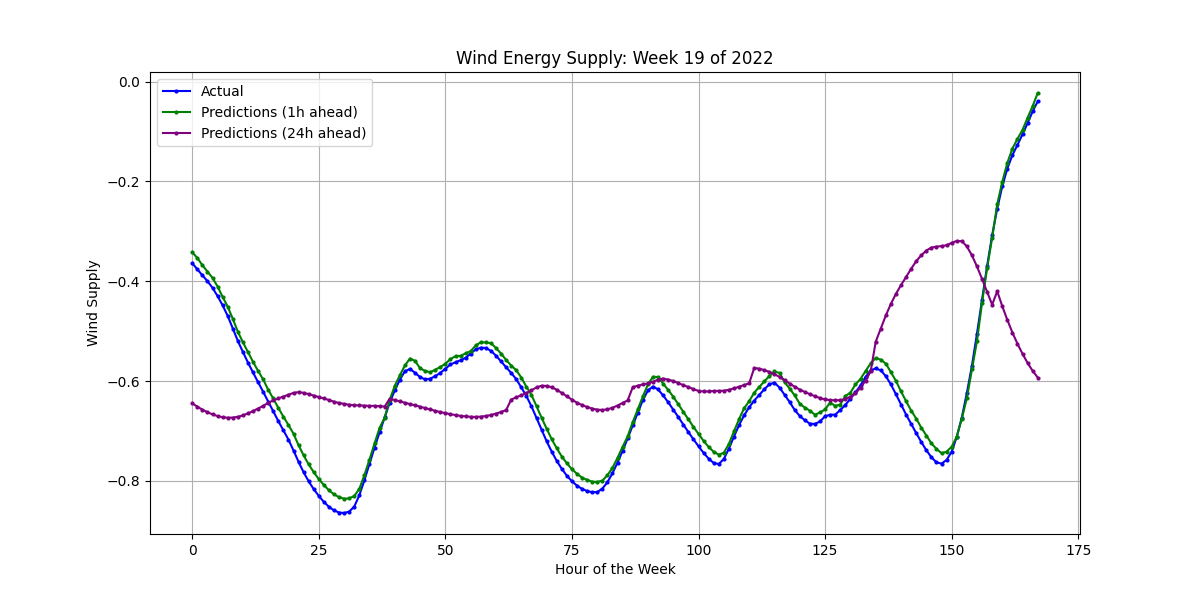 Wind Energy Supply: Week 19 of 2022
Actual
Predictions (1h ahead)
Predictions (24h ahead)
Wind Supply
0.0
−0.2
−0.4
−0.6
−0.8
0 25 50 75 100 125 150 175
Hour of the Week